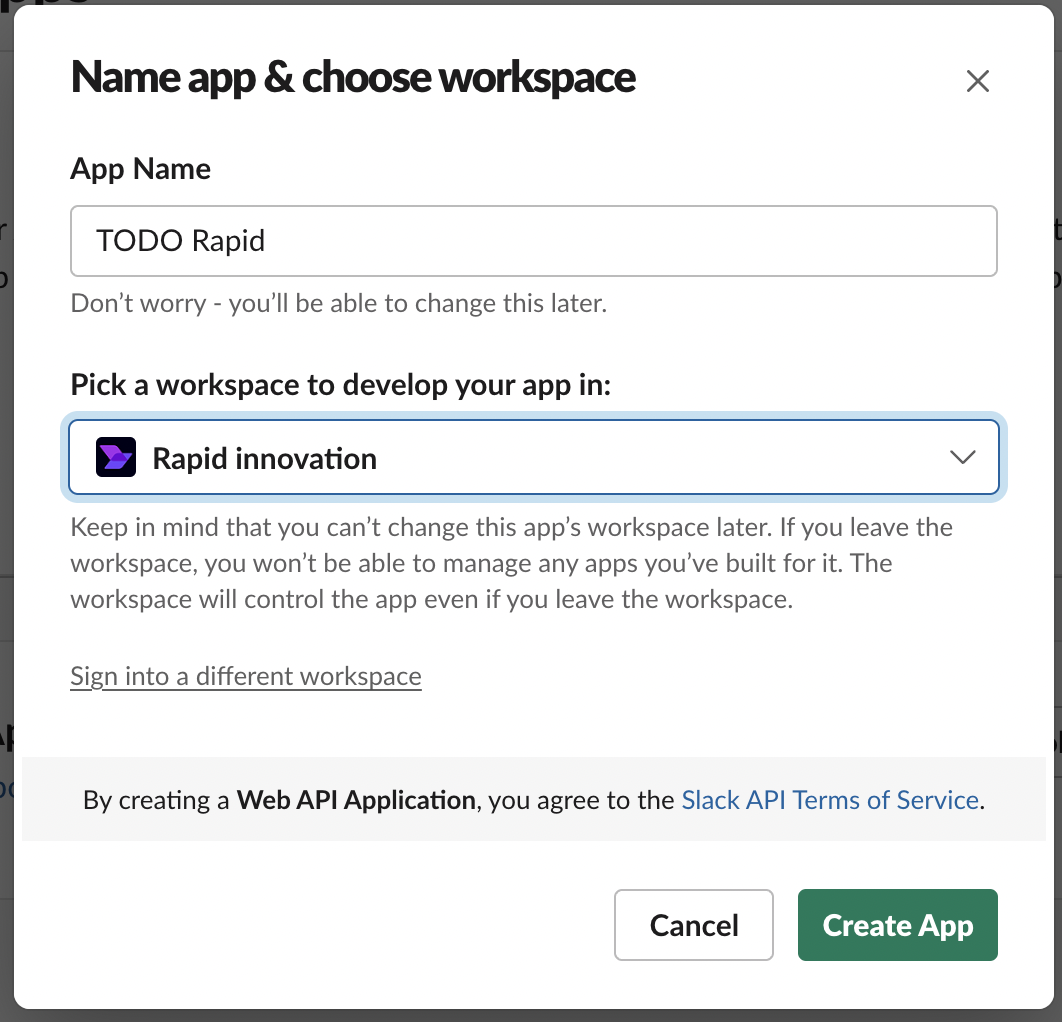 Name app & choose workspace
App Name
TODO Rapid
Don’t worry - you’ll be able to change this later.
Pick a workspace to develop your app in:
Rapid innovation
Keep in mind that you can’t change this app’s workspace later. If you leave the
workspace, you won’t be able to manage any apps you’ve built for it. The
workspace will control the app even if you leave the workspace.
Sign into a different workspace
By creating a Web API Application, you agree to the Slack API Terms of Service.
Cancel
Create App